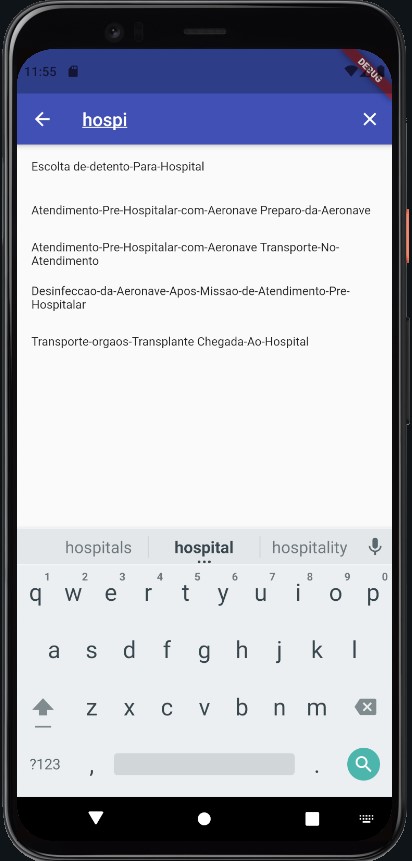 11:55
DEBUG
hospi
Escolta de-detento-Para-Hospital
Atendimento-Pre-Hospitalar-com-Aeronave Preparo-da-Aeronave
Atendimento-Pre-Hospitalar-com-Aeronave Transporte-No-
Atendimento
Desinfeccao-da-Aeronave-Apos-Missao-de-Atendimento-Pre-
Hospitalar
Transporte-orgaos-Transplante Chegada-Ao-Hospital
hospitals hospital hospitality
1 2 3 4 5 6 7 8 9 0
q w e r t y u i o p
a s d f g h j k l
z x c v b n m
?123 , .